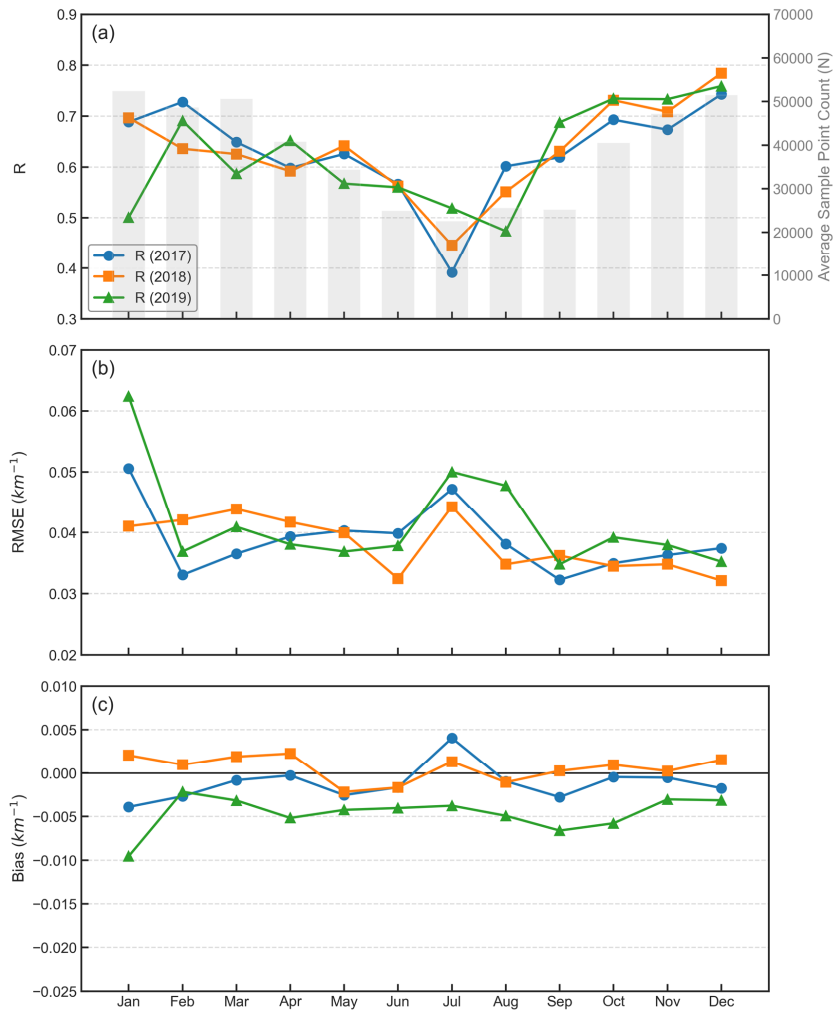 (a)
0.9
0.8
0.7
0.6
0.5
0.4
0.3
R
70000
60000
50000
40000
30000
20000
10000
0
Average Sample Point Count (N)
R (2017)
R (2018)
R (2019)
(b)
0.07
0.06
0.05
0.04
0.03
0.02
RMSE (km⁻¹)
(c)
0.010
0.005
0.000
−0.005
−0.010
−0.015
−0.020
−0.025
Bias (km⁻¹)
Jan Feb Mar Apr May Jun Jul Aug Sep Oct Nov Dec